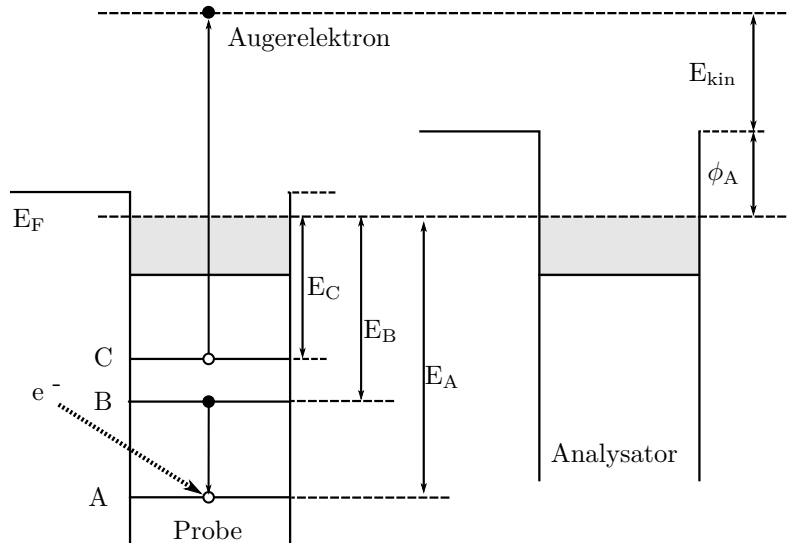 Augerelektron
E_kin
ϕ_A
E_F
E_C
E_B
C
E_A
B
e⁻
Analysator
A
Probe